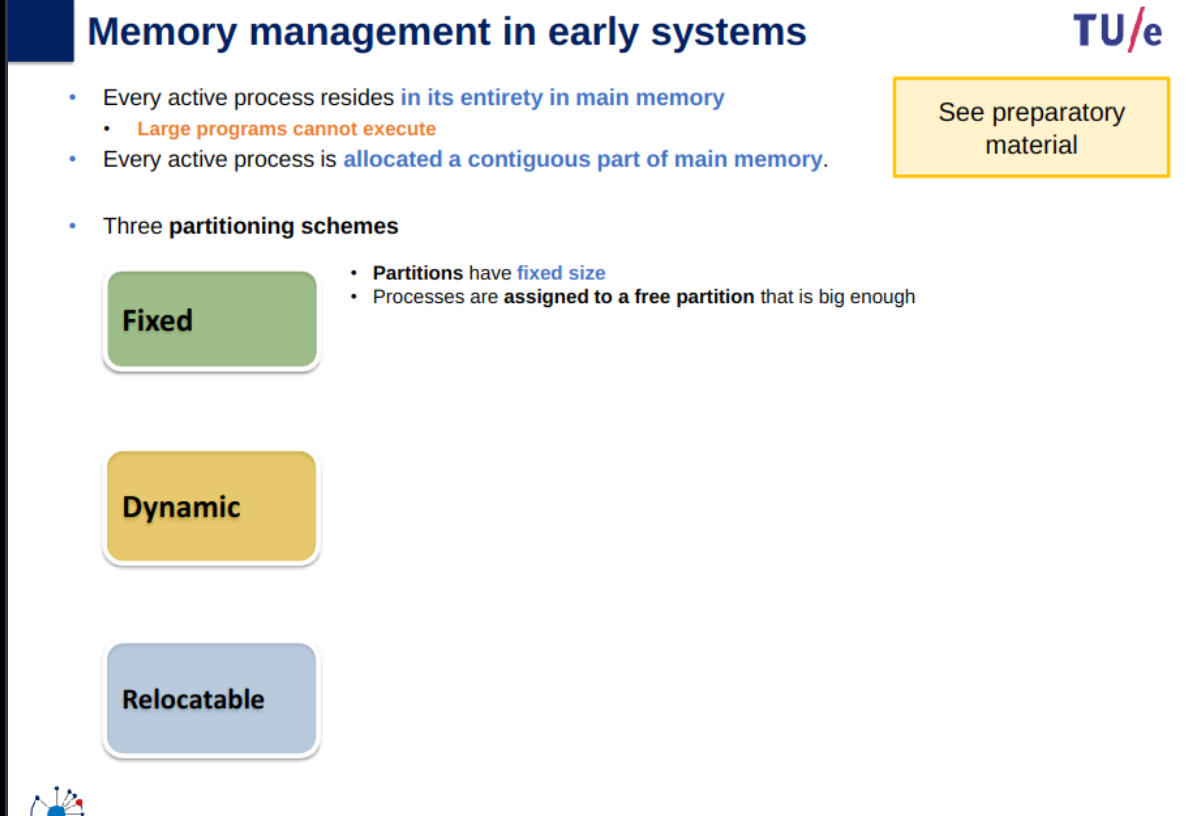 Memory management in early systems
TU/e
Every active process resides in its entirety in main memory
Large programs cannot execute
Every active process is allocated a contiguous part of main memory.
See preparatory
material
Three partitioning schemes
Fixed
Partitions have fixed size
Processes are assigned to a free partition that is big enough
Dynamic
Relocatable